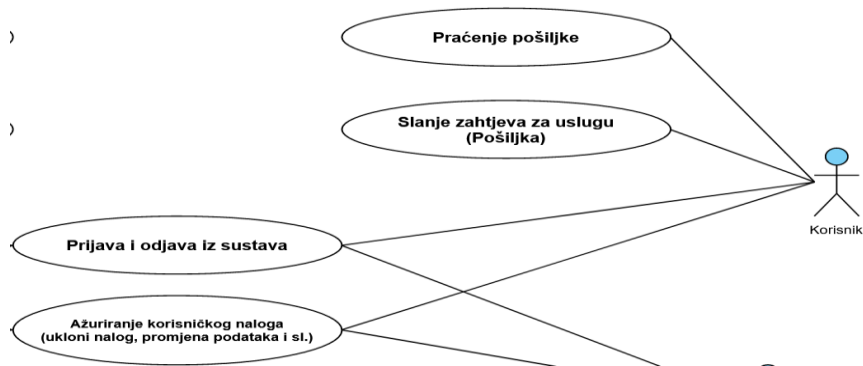 Praćenje pošiljke
Slanje zahtjeva za uslugu
(Pošiljka)
Korisnik
Prijava i odjava iz sustava
Ažuriranje korisničkog naloga
(ukloni nalog, promjena podataka i sl.)